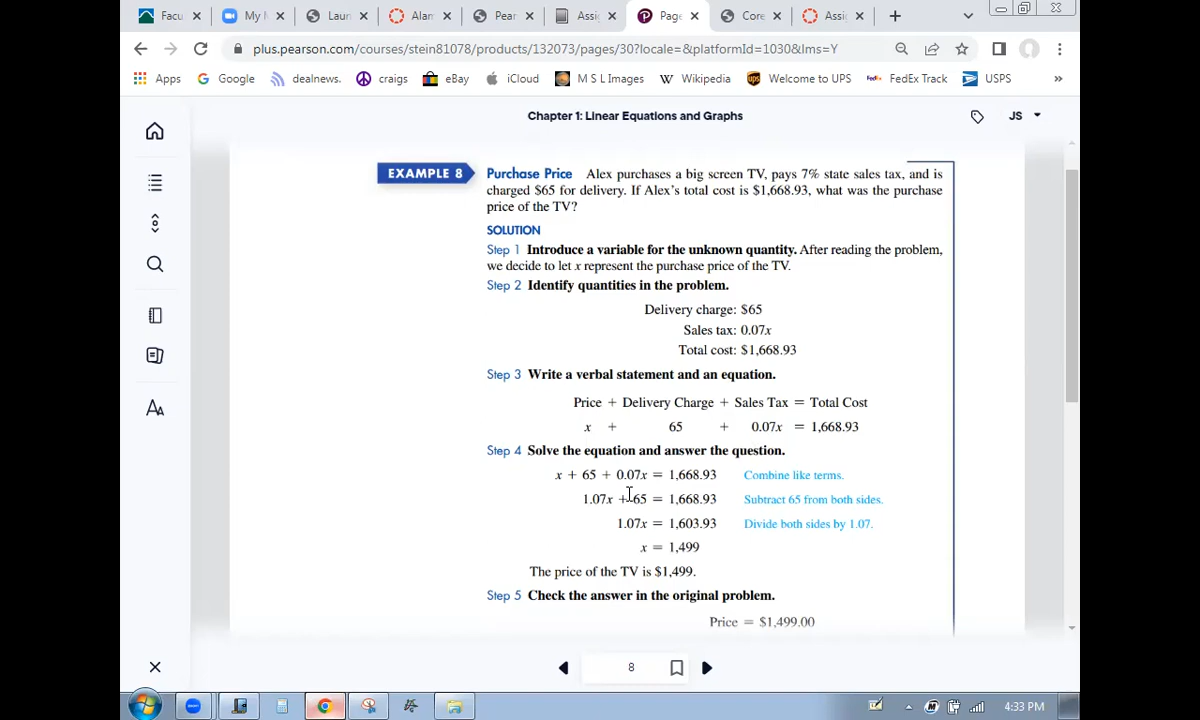 Facu
My I
Laun
Alan
Pear
Assig
Page
Core
Assi
plus.pearson.com/courses/stein81078/products/132073/pages/30?locale=&platformId=1030&lms=Y
Apps
Google
dealnews.
craigs
eBay
iCloud
M S L Images
Wikipedia
Welcome to UPS
FedEx Track
USPS
»
Chapter 1: Linear Equations and Graphs
JS
EXAMPLE 8
Purchase Price Alex purchases a big screen TV, pays 7% state sales tax, and is
charged $65 for delivery. If Alex's total cost is $1,668.93, what was the purchase
price of the TV?
SOLUTION
Step 1 Introduce a variable for the unknown quantity. After reading the problem,
we decide to let x represent the purchase price of the TV.
Step 2 Identify quantities in the problem.
Delivery charge: $65
Sales tax: 0.07x
Total cost: $1,668.93
Step 3 Write a verbal statement and an equation.
Price + Delivery Charge + Sales Tax = Total Cost
x + 65 + 0.07x = 1,668.93
Step 4 Solve the equation and answer the question.
x + 65 + 0.07x = 1,668.93 Combine like terms.
1.07x + 65 = 1,668.93 Subtract 65 from both sides.
1.07x = 1,603.93 Divide both sides by 1.07.
x = 1,499
The price of the TV is $1,499.
Step 5 Check the answer in the original problem.
Price = $1,499.00
8
4:33 PM